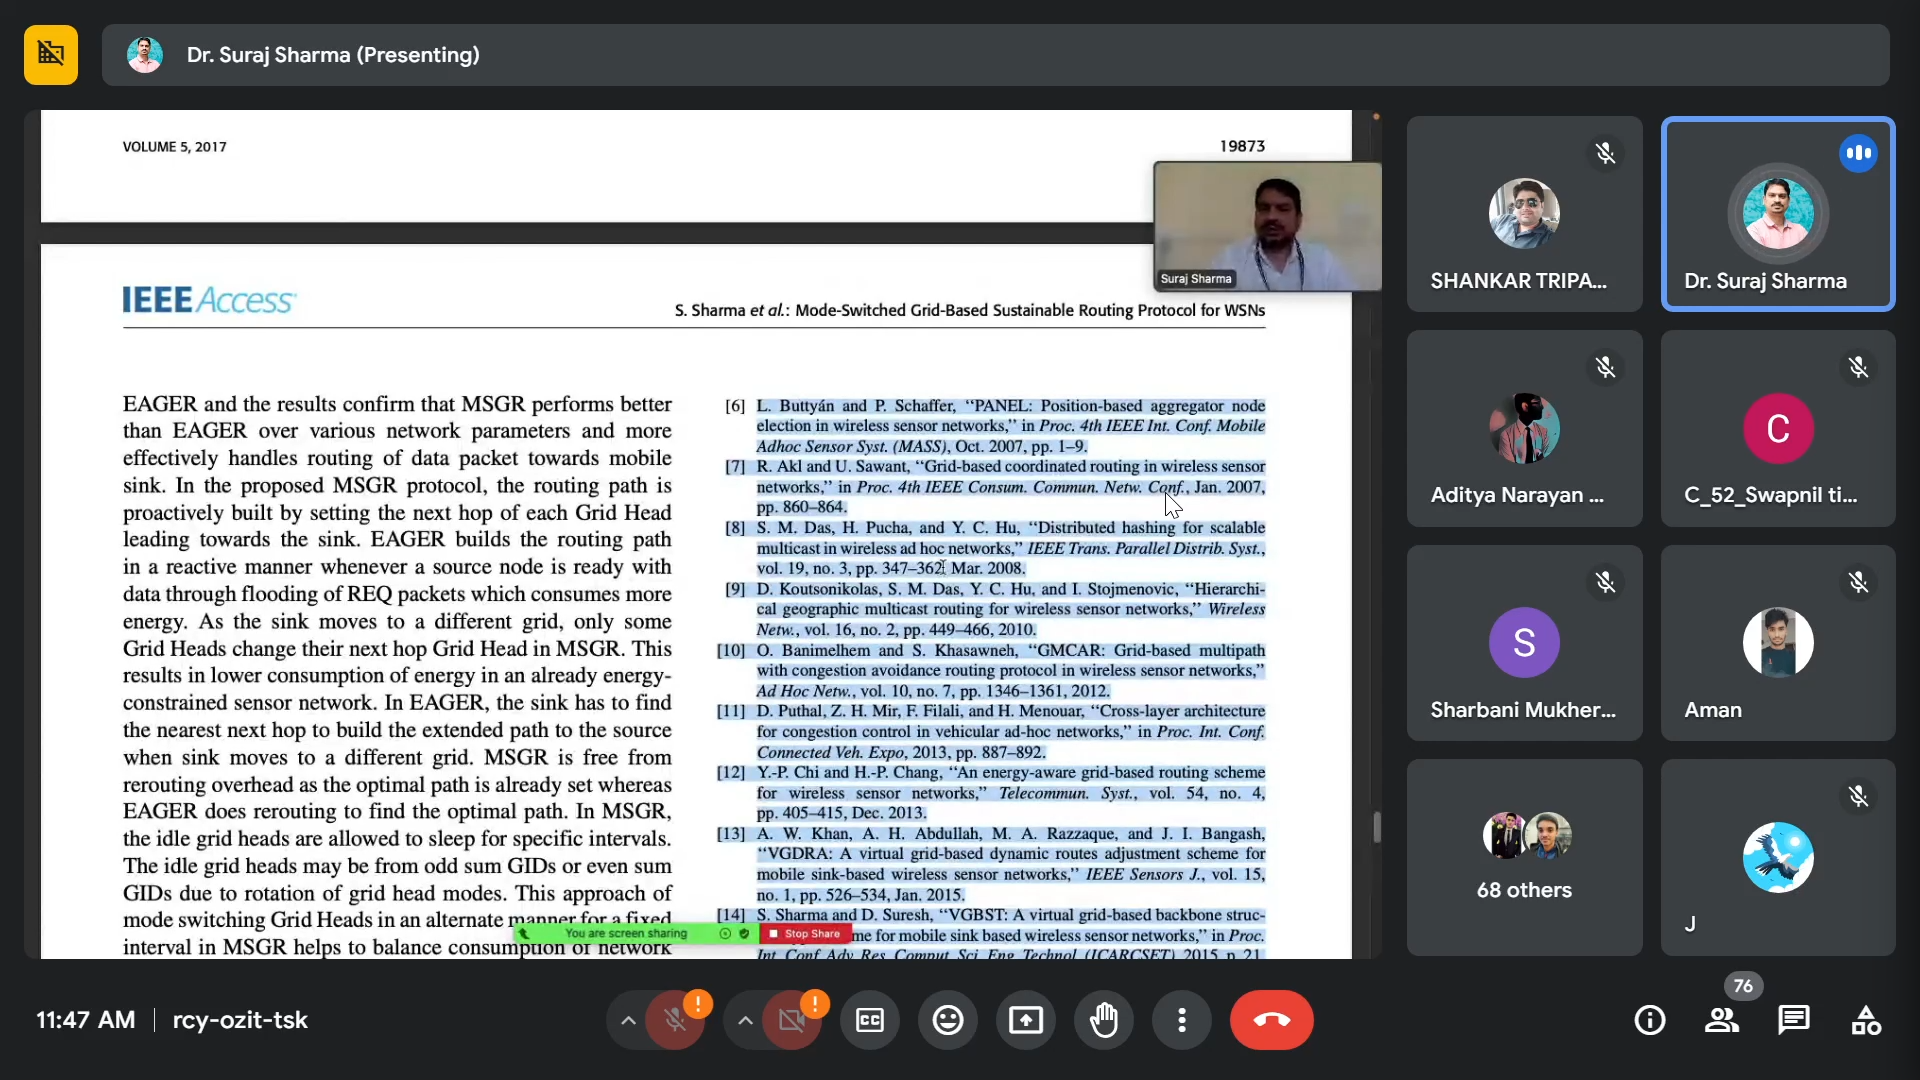 Dr. Suraj Sharma (Presenting)
VOLUME 5, 2017
19873
Suraj Sharma
IEEE Access
S. Sharma et al.: Mode-Switched Grid-Based Sustainable Routing Protocol for WSNs
EAGER and the results confirm that MSGR performs better
than EAGER over various network parameters and more
effectively handles routing of data packet towards mobile
sink. In the proposed MSGR protocol, the routing path is
proactively built by setting the next hop of each Grid Head
leading towards the sink. EAGER builds the routing path
in a reactive manner whenever a source node is ready with
data through flooding of REQ packets which consumes more
energy. As the sink moves to a different grid, only some
Grid Heads change their next hop Grid Head in MSGR. This
results in lower consumption of energy in an already energy-
constrained sensor network. In EAGER, the sink has to find
the nearest next hop to build the extended path to the source
when sink moves to a different grid. MSGR is free from
rerouting overhead as the optimal path is already set whereas
EAGER does rerouting to find the optimal path. In MSGR,
the idle grid heads are allowed to sleep for specific intervals.
The idle grid heads may be from odd sum GIDs or even sum
GIDs due to rotation of grid head modes. This approach of
mode switching Grid Heads in an alternate manner for a fixed
interval in MSGR helps to balance consumption of network
[6] L. Buttyán and P. Schaffer, ‘‘PANEL: Position-based aggregator node
election in wireless sensor networks,’’ in Proc. 4th IEEE Int. Conf. Mobile
Adhoc Sensor Syst. (MASS), Oct. 2007, pp. 1–9.
[7] R. Akl and U. Sawant, ‘‘Grid-based coordinated routing in wireless sensor
networks,’’ in Proc. 4th IEEE Consum. Commun. Netw. Conf., Jan. 2007,
pp. 860–864.
[8] S. M. Das, H. Pucha, and Y. C. Hu, ‘‘Distributed hashing for scalable
multicast in wireless ad hoc networks,’’ IEEE Trans. Parallel Distrib. Syst.,
vol. 19, no. 3, pp. 347–362, Mar. 2008.
[9] D. Koutsonikolas, S. M. Das, Y. C. Hu, and I. Stojmenovic, ‘‘Hierarchi-
cal geographic multicast routing for wireless sensor networks,’’ Wireless
Netw., vol. 16, no. 2, pp. 449–466, 2010.
[10] O. Banimelhem and S. Khasawneh, ‘‘GMCAR: Grid-based multipath
with congestion avoidance routing protocol in wireless sensor networks,’’
Ad Hoc Netw., vol. 10, no. 7, pp. 1346–1361, 2012.
[11] D. Puthal, Z. H. Mir, F. Filali, and H. Menouar, ‘‘Cross-layer architecture
for congestion control in vehicular ad-hoc networks,’’ in Proc. Int. Conf.
Connected Veh. Expo, 2013, pp. 887–892.
[12] Y.-P. Chi and H.-P. Chang, ‘‘An energy-aware grid-based routing scheme
for wireless sensor networks,’’ Telecommun. Syst., vol. 54, no. 4,
pp. 405–415, Dec. 2013.
[13] A. W. Khan, A. H. Abdullah, M. A. Razzaque, and J. I. Bangash,
‘‘VGDRA: A virtual grid-based dynamic routes adjustment scheme for
mobile sink-based wireless sensor networks,’’ IEEE Sensors J., vol. 15,
no. 1, pp. 526–534, Jan. 2015.
[14] S. Sharma and D. Suresh, ‘‘VGBST: A virtual grid-based backbone struc-
me for mobile sink based wireless sensor networks,’’ in Proc.
Int. Conf. Adv. Res. Comput. Sci. Eng. Technol. (ICARCSET), 2015, p. 21.
You are screen sharing
Stop Share
SHANKAR TRIPA...
Dr. Suraj Sharma
Aditya Narayan ...
C
C_52_Swapnil ti...
S
Sharbani Mukher...
Aman
68 others
J
11:47 AM
rcy-ozit-tsk
CC
76